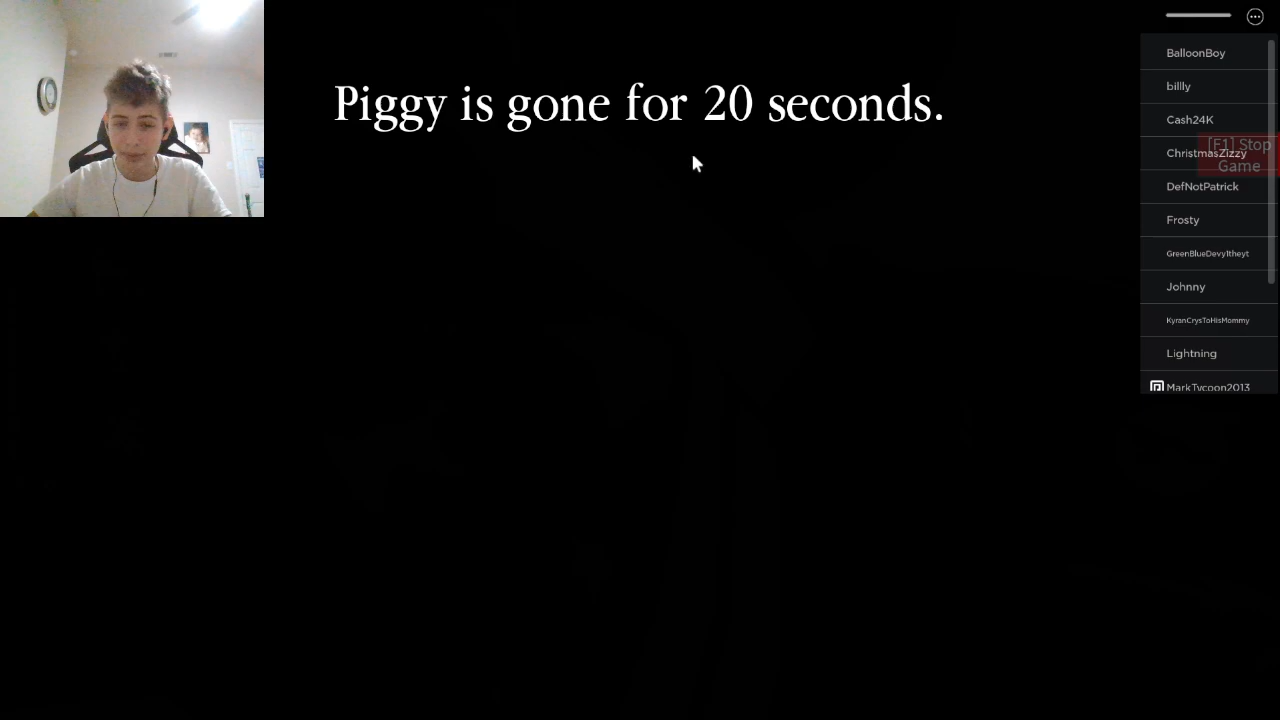 Piggy is gone for 20 seconds.
BalloonBoy
billly
Cash24K
[F1] Stop
ChristmasZizzy
Game
DefNotPatrick
Frosty
GreenBlueDevyItheyt
Johnny
KyranCrysToHisMommy
Lightning
MarkTycoon2013